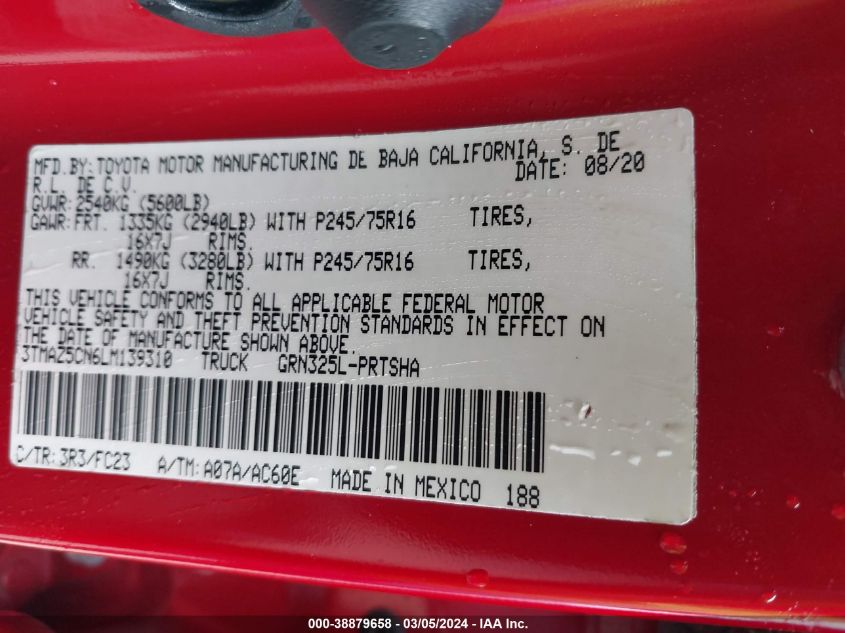 MFD.BY: TOYOTA MOTOR MANUFACTURING DE BAJA CALIFORNIA, S. DE
R.L. DE C.V. DATE: 08/20
GVWR: 2540KG (5600LB)
GAWR: FRT. 1335KG (2940LB) WITH P245/75R16 TIRES,
16X7J RIMS.
RR. 1490KG (3280LB) WITH P245/75R16 TIRES,
16X7J RIMS.
THIS VEHICLE CONFORMS TO ALL APPLICABLE FEDERAL MOTOR
VEHICLE SAFETY AND THEFT PREVENTION STANDARDS IN EFFECT ON
THE DATE OF MANUFACTURE SHOWN ABOVE.
3TMAZ5CN6LM139310 TRUCK GRN325L-PRTSHA
C/TR: 3R3/FC23 A/TM: A07A/AC60E MADE IN MEXICO 188
000-38879658 - 03/05/2024 - IAA Inc.